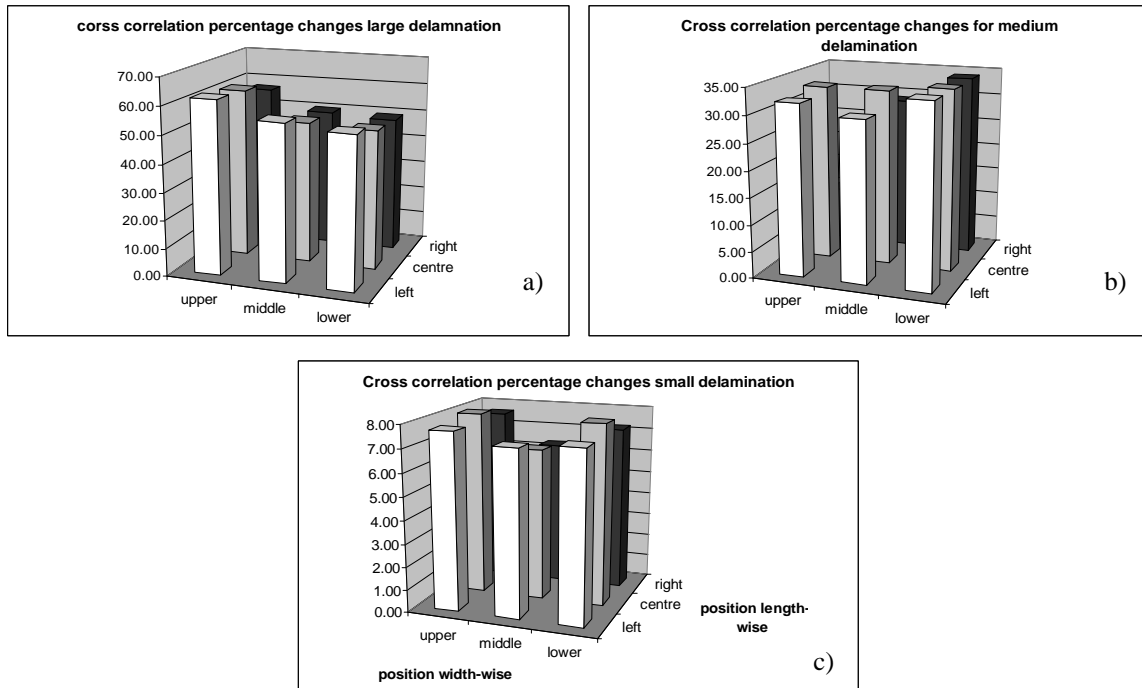 corss correlation percentage changes large delamnation
70.00
60.00
50.00
40.00
30.00
20.00
10.00
0.00
upper
middle
lower
left
centre
right
a)
Cross correlation percentage changes for medium
delamination
35.00
30.00
25.00
20.00
15.00
10.00
5.00
0.00
upper
middle
lower
left
centre
right
b)
Cross correlation percentage changes small delamination
8.00
7.00
6.00
5.00
4.00
3.00
2.00
1.00
0.00
upper
middle
lower
left
centre
right
position length-
wise
position width-wise
c)